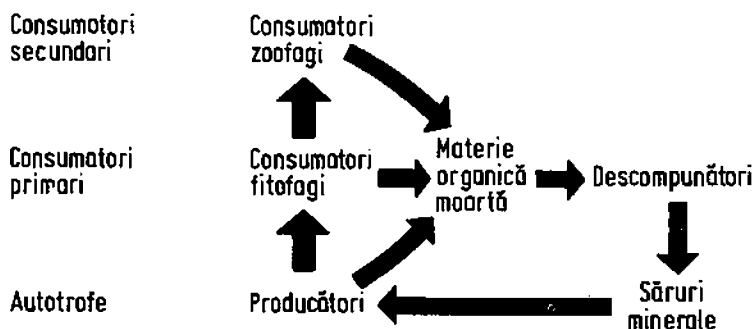 Consumatori
secundari
Consumatori
zoofagi
Consumatori
primari
Consumatori
fitofagi
Materie
organică
moartă
Descompunători
Autotrofe
Producători
Săruri
minerale